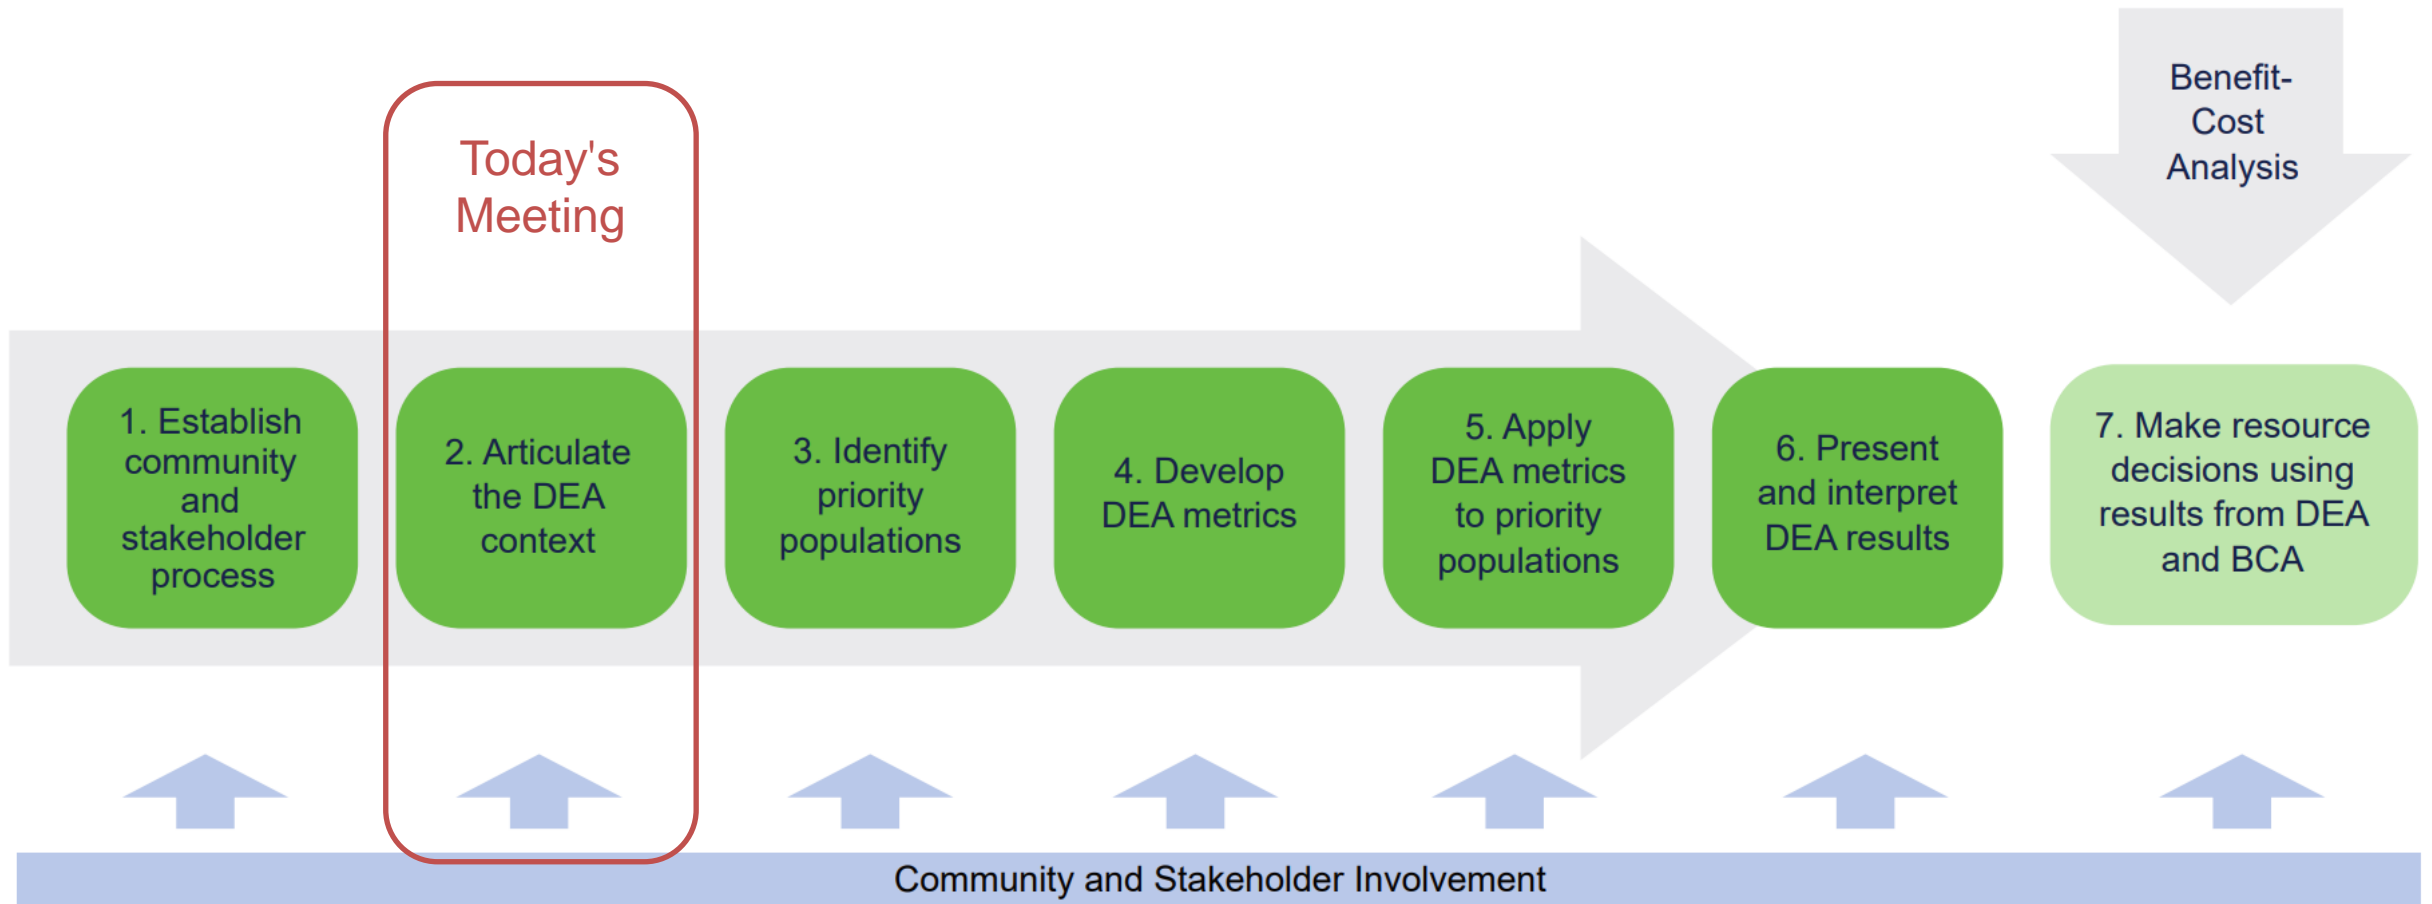 Today's
Meeting
Benefit-
Cost
Analysis
1. Establish
community
and
stakeholder
process
2. Articulate
the DEA
context
3. Identify
priority
populations
4. Develop
DEA metrics
5. Apply
DEA metrics
to priority
populations
6. Present
and interpret
DEA results
7. Make resource
decisions using
results from DEA
and BCA
Community and Stakeholder Involvement